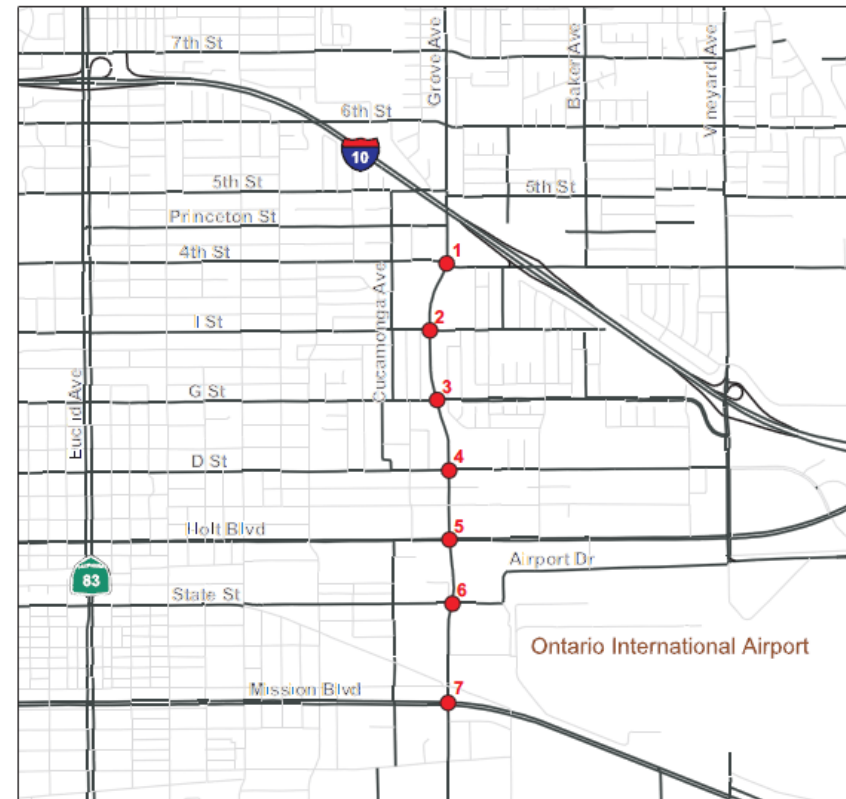 7th St
Grove Ave
Baker Ave
Vineyard Ave
6th St
10
5th St
5th St
Princeton St
4th St
1
Cucamonga Ave
I St
2
Euclid Ave
G St
3
D St
4
Holt Blvd
5
Airport Dr
83
State St
6
Ontario International Airport
Mission Blvd
7